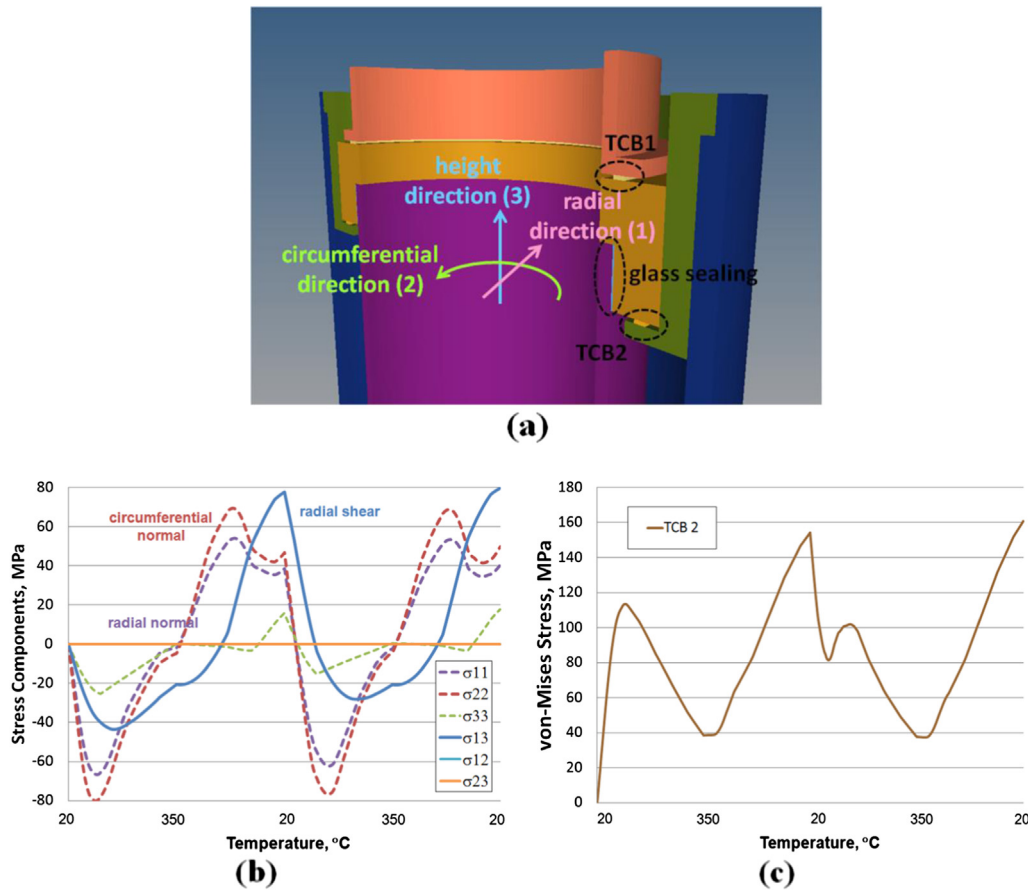 TCB1
height
direction (3)
radial
direction (1)
circumferential
direction (2)
glass sealing
TCB2
(a)
80
60
40
20
0
-20
-40
-60
-80
Stress Components, MPa
circumferential
normal
radial shear
radial normal
σ11
σ22
σ33
σ13
σ12
σ23
20 350 20 350 20
Temperature, °C
(b)
180
160
140
120
100
80
60
40
20
0
von-Mises Stress, MPa
TCB 2
20 350 20 350 20
Temperature, °C
(c)